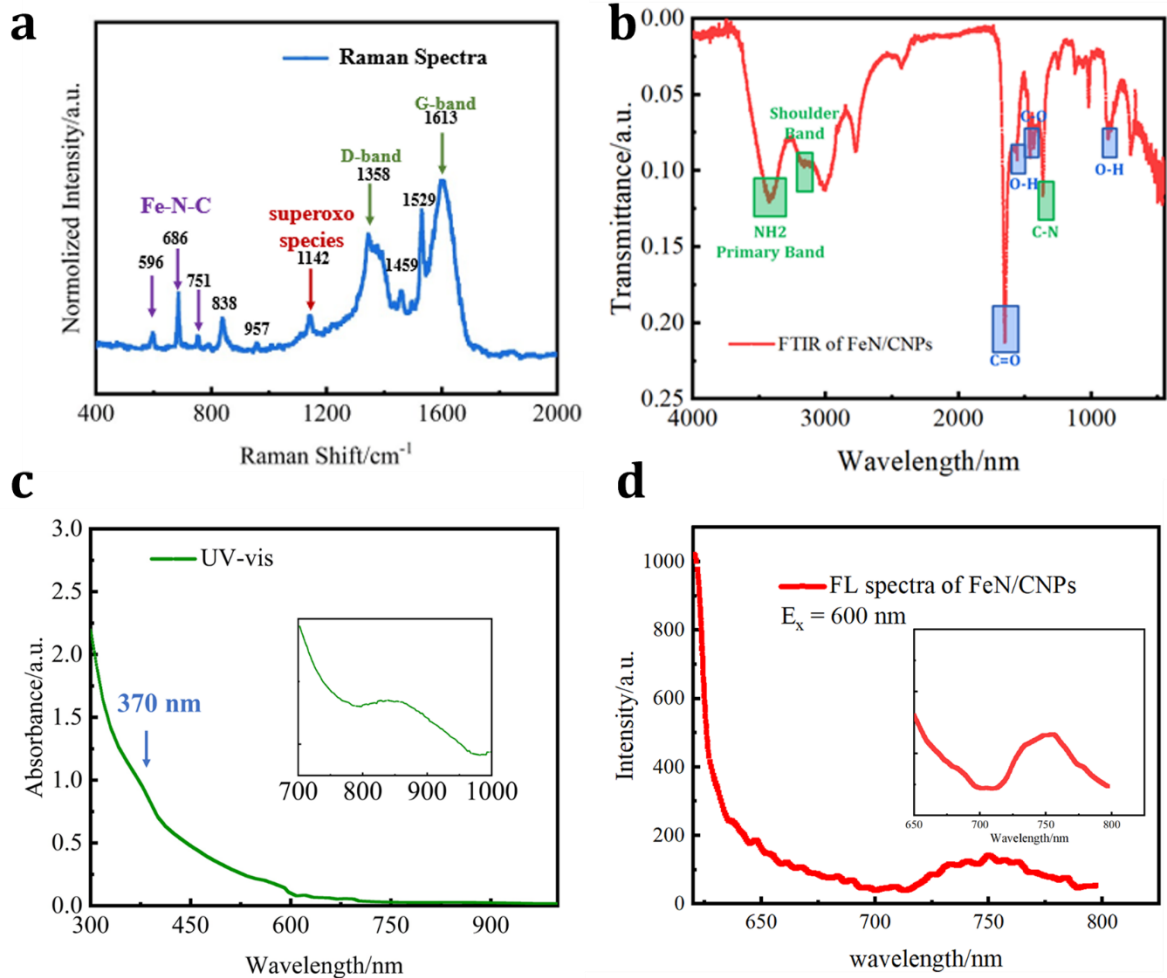 a
Raman Spectra
G-band
1613
D-band
1358
Fe-N-C
superoxo
species
1142
1529
596
686
751
838
957
1459
Normolized Intensity/a.u.
400
800
1200
1600
2000
Raman Shift/cm⁻¹
b
0.00
0.05
0.10
0.15
0.20
0.25
Transmittance/a.u.
Shoulder
Band
NH2
Primary Band
C-O
O-H
O-H
C-N
C=O
FTIR of FeN/CNPs
4000
3000
2000
1000
Wavelength/nm
c
3.0
2.5
2.0
1.5
1.0
0.5
0.0
Absorbance/a.u.
UV-vis
370 nm
700
800
900
1000
300
450
600
750
900
Wavelength/nm
d
1000
800
600
400
200
0
Intensity/a.u.
FL spectra of FeN/CNPs
Eₓ = 600 nm
650
700
750
800
Wavelength/nm
650
700
750
800
wavelength/nm